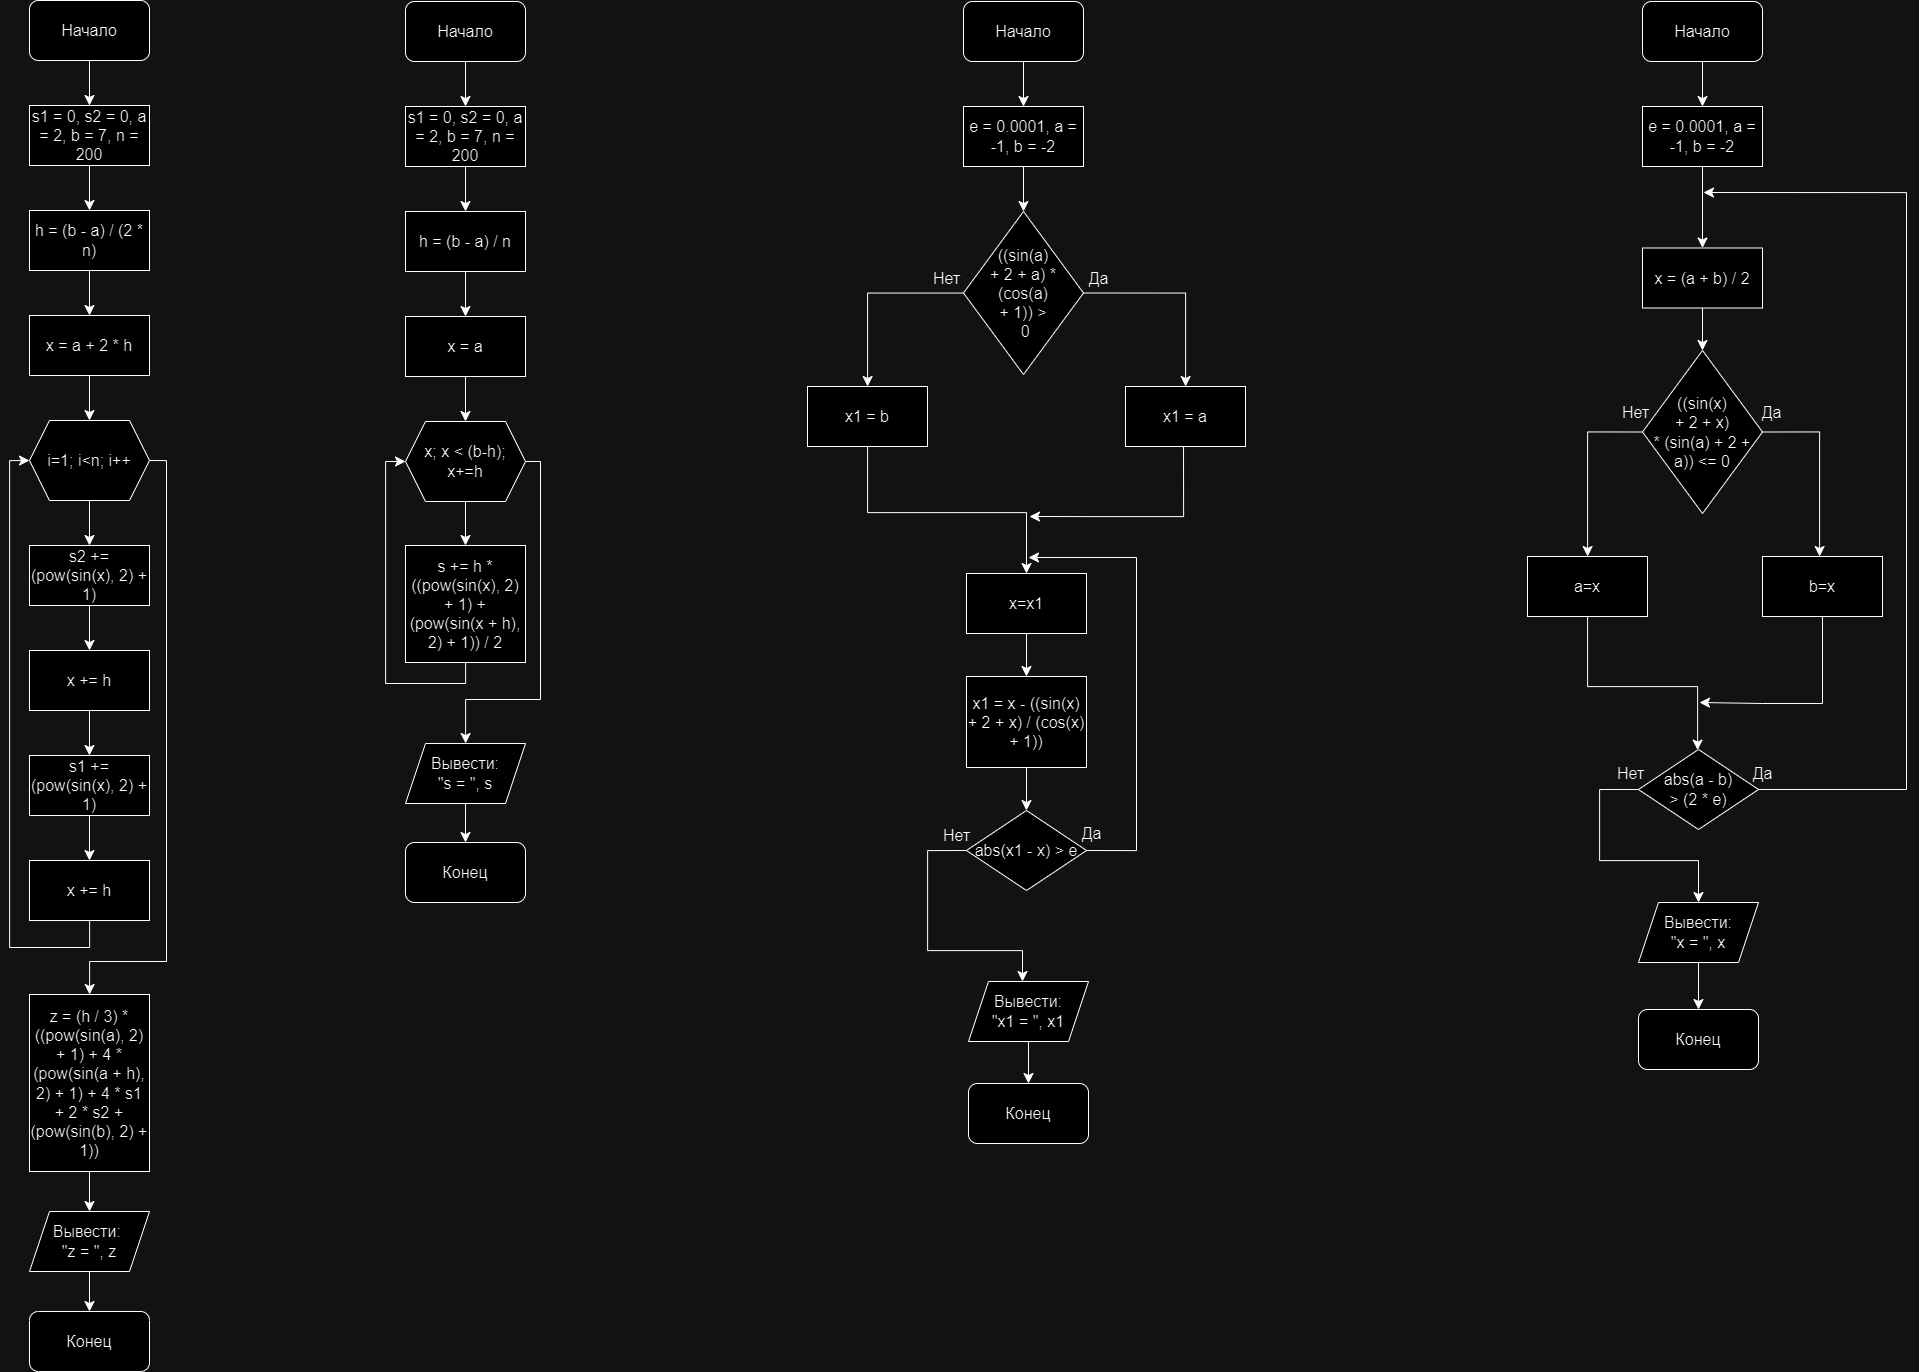 Начало
s1 = 0, s2 = 0, a
= 2, b = 7, n =
200
h = (b - a) / (2 *
n)
x = a + 2 * h
i=1; i<n; i++
s2 +=
(pow(sin(x), 2) +
1)
x += h
s1 +=
(pow(sin(x), 2) +
1)
x += h
z = (h / 3) *
((pow(sin(a), 2)
+ 1) + 4 *
(pow(sin(a + h),
2) + 1) + 4 * s1
+ 2 * s2 +
(pow(sin(b), 2) +
1))
Вывести:
"z = ", z
Конец
Начало
s1 = 0, s2 = 0, a
= 2, b = 7, n =
200
h = (b - a) / n
x = a
x; x < (b-h);
x+=h
s += h *
((pow(sin(x), 2)
+ 1) +
(pow(sin(x + h),
2) + 1)) / 2
Вывести:
"s = ", s
Конец
Начало
e = 0.0001, a =
-1, b = -2
((sin(a)
+ 2 + a) *
(cos(a)
+ 1)) >
0
Нет
Да
x1 = b
x1 = a
x=x1
x1 = x - ((sin(x)
+ 2 + x) / (cos(x)
+ 1))
abs(x1 - x) > e
Нет
Да
Вывести:
"x1 = ", x1
Конец
Начало
e = 0.0001, a =
-1, b = -2
x = (a + b) / 2
((sin(x)
+ 2 + x)
* (sin(a) + 2 +
a)) <= 0
Нет
Да
a=x
b=x
abs(a - b)
> (2 * e)
Нет
Да
Вывести:
"x = ", x
Конец